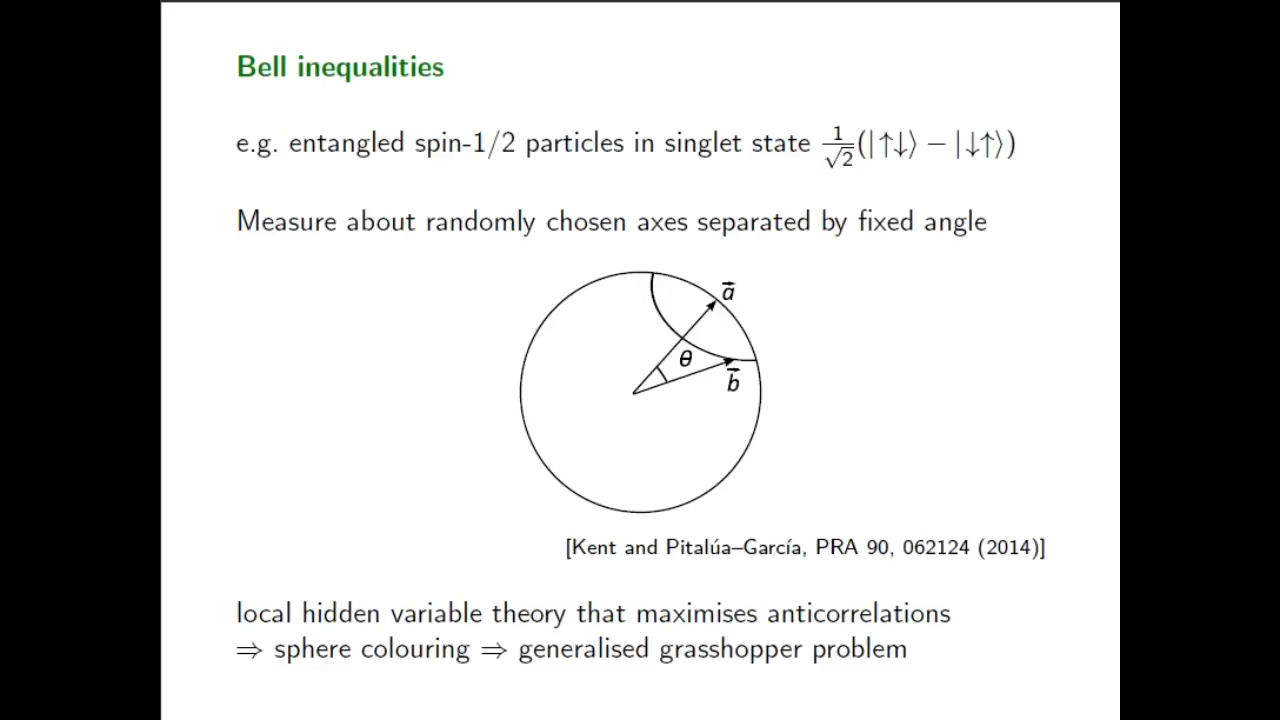 Bell inequalities
e.g. entangled spin-1/2 particles in singlet state 1/√2(|↑↓⟩ − |↓↑⟩)
Measure about randomly chosen axes separated by fixed angle
a⃗
θ
b⃗
[Kent and Pitalúa–García, PRA 90, 062124 (2014)]
local hidden variable theory that maximises anticorrelations
⇒ sphere colouring ⇒ generalised grasshopper problem